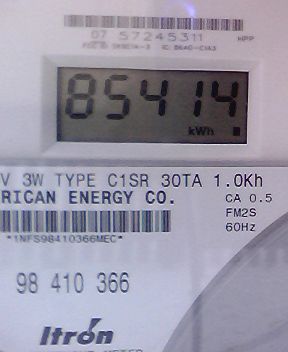 07 57245311
85414
kWh
V 3W TYPE C1SR 30TA 1.0Kh
RICAN ENERGY CO. CA 0.5
FM2S
*1NFS98410366MEC* 60Hz
98 410 366
Itron